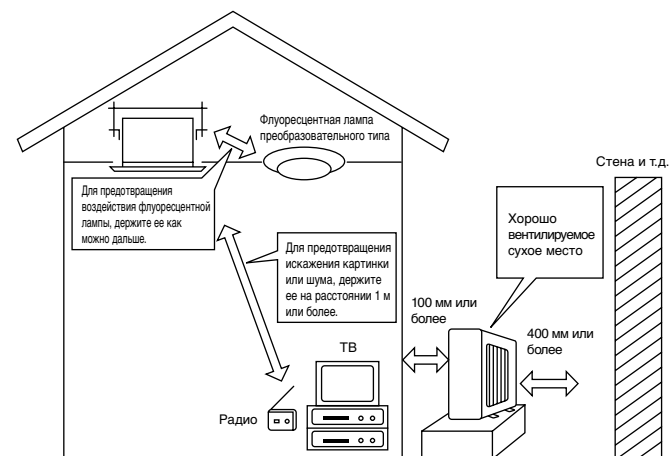 Флуоресцентная лампа
преобразовательного типа
Стена и т.д.
Для предотвращения
воздействия флуоресцентной
лампы, держите ее как
можно дальше.
Хорошо
вентилируемое
сухое место
Для предотвращения
искажения картинки
или шума, держите
ее на расстоянии 1 м
или более.
100 мм или
более
400 мм или
более
ТВ
Радио